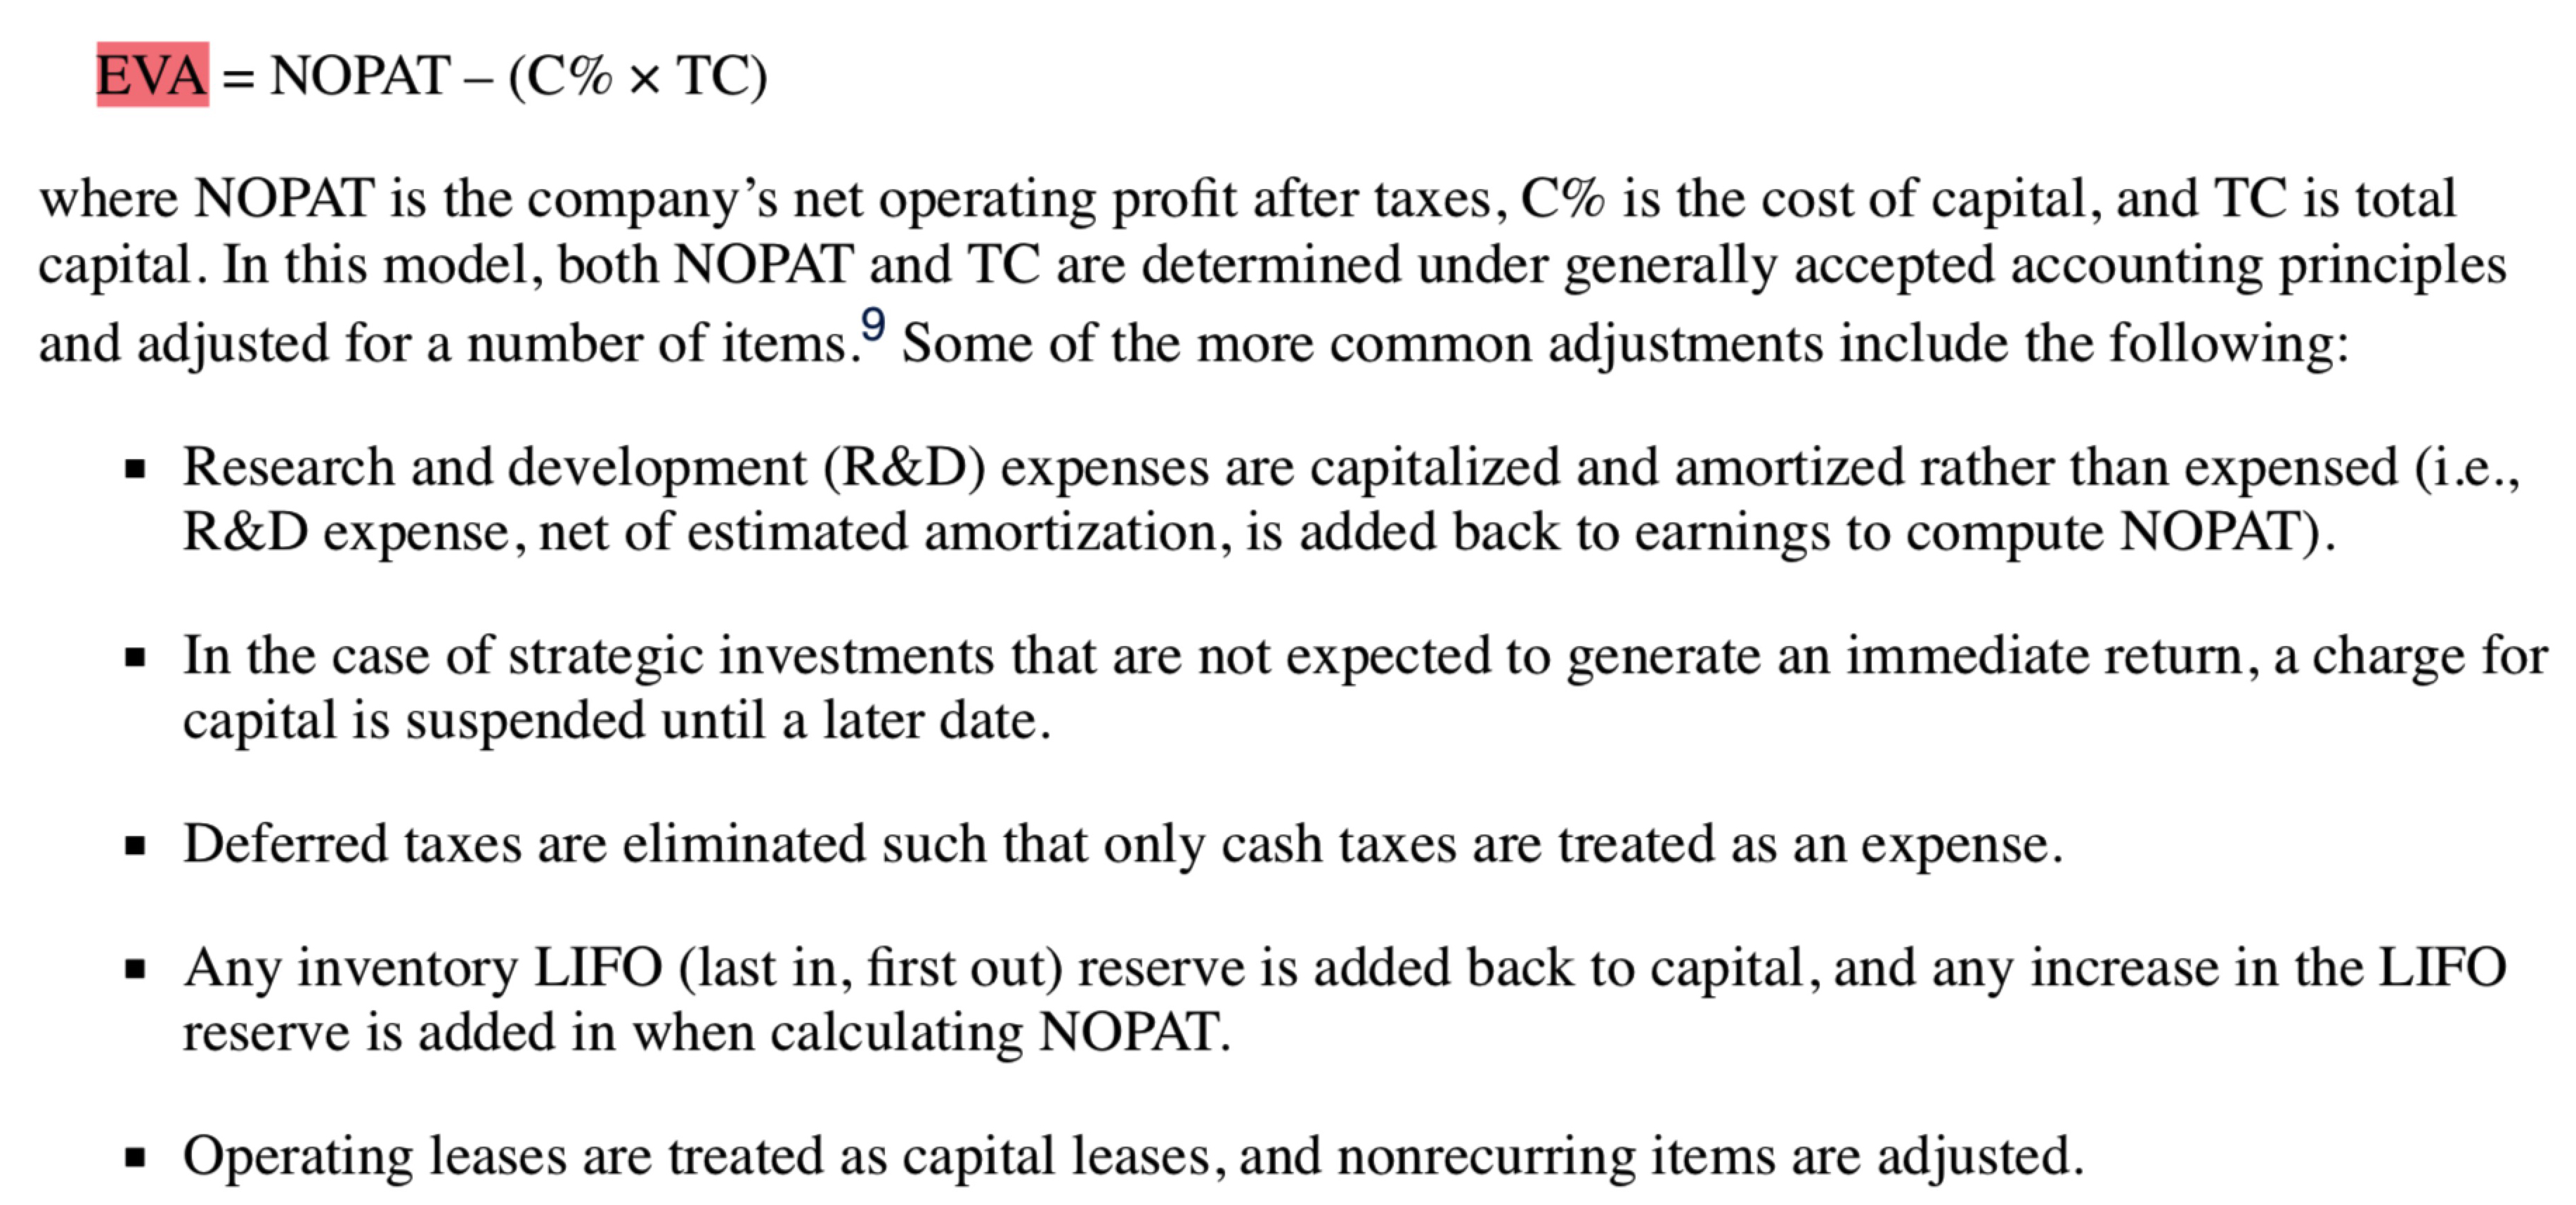 EVA = NOPAT – (C% × TC)
where NOPAT is the company’s net operating profit after taxes, C% is the cost of capital, and TC is total
capital. In this model, both NOPAT and TC are determined under generally accepted accounting principles
and adjusted for a number of items.9 Some of the more common adjustments include the following:
▪ Research and development (R&D) expenses are capitalized and amortized rather than expensed (i.e.,
R&D expense, net of estimated amortization, is added back to earnings to compute NOPAT).
▪ In the case of strategic investments that are not expected to generate an immediate return, a charge for
capital is suspended until a later date.
▪ Deferred taxes are eliminated such that only cash taxes are treated as an expense.
▪ Any inventory LIFO (last in, first out) reserve is added back to capital, and any increase in the LIFO
reserve is added in when calculating NOPAT.
▪ Operating leases are treated as capital leases, and nonrecurring items are adjusted.